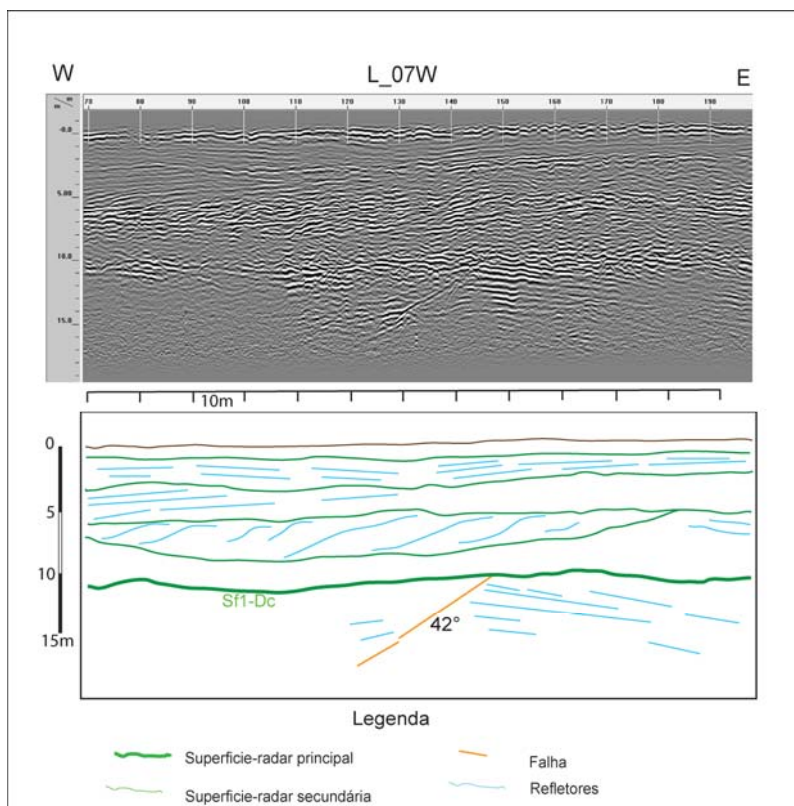 W L_07W E
m/m 70 80 90 100 110 120 130 140 150 160 170 180 190
-0.0
5.00
10.0
15.0
10m
0
5
10
15m
Sf1-Dc
42°
Legenda
Superficie-radar principal
Falha
Superficie-radar secundária
Refletores